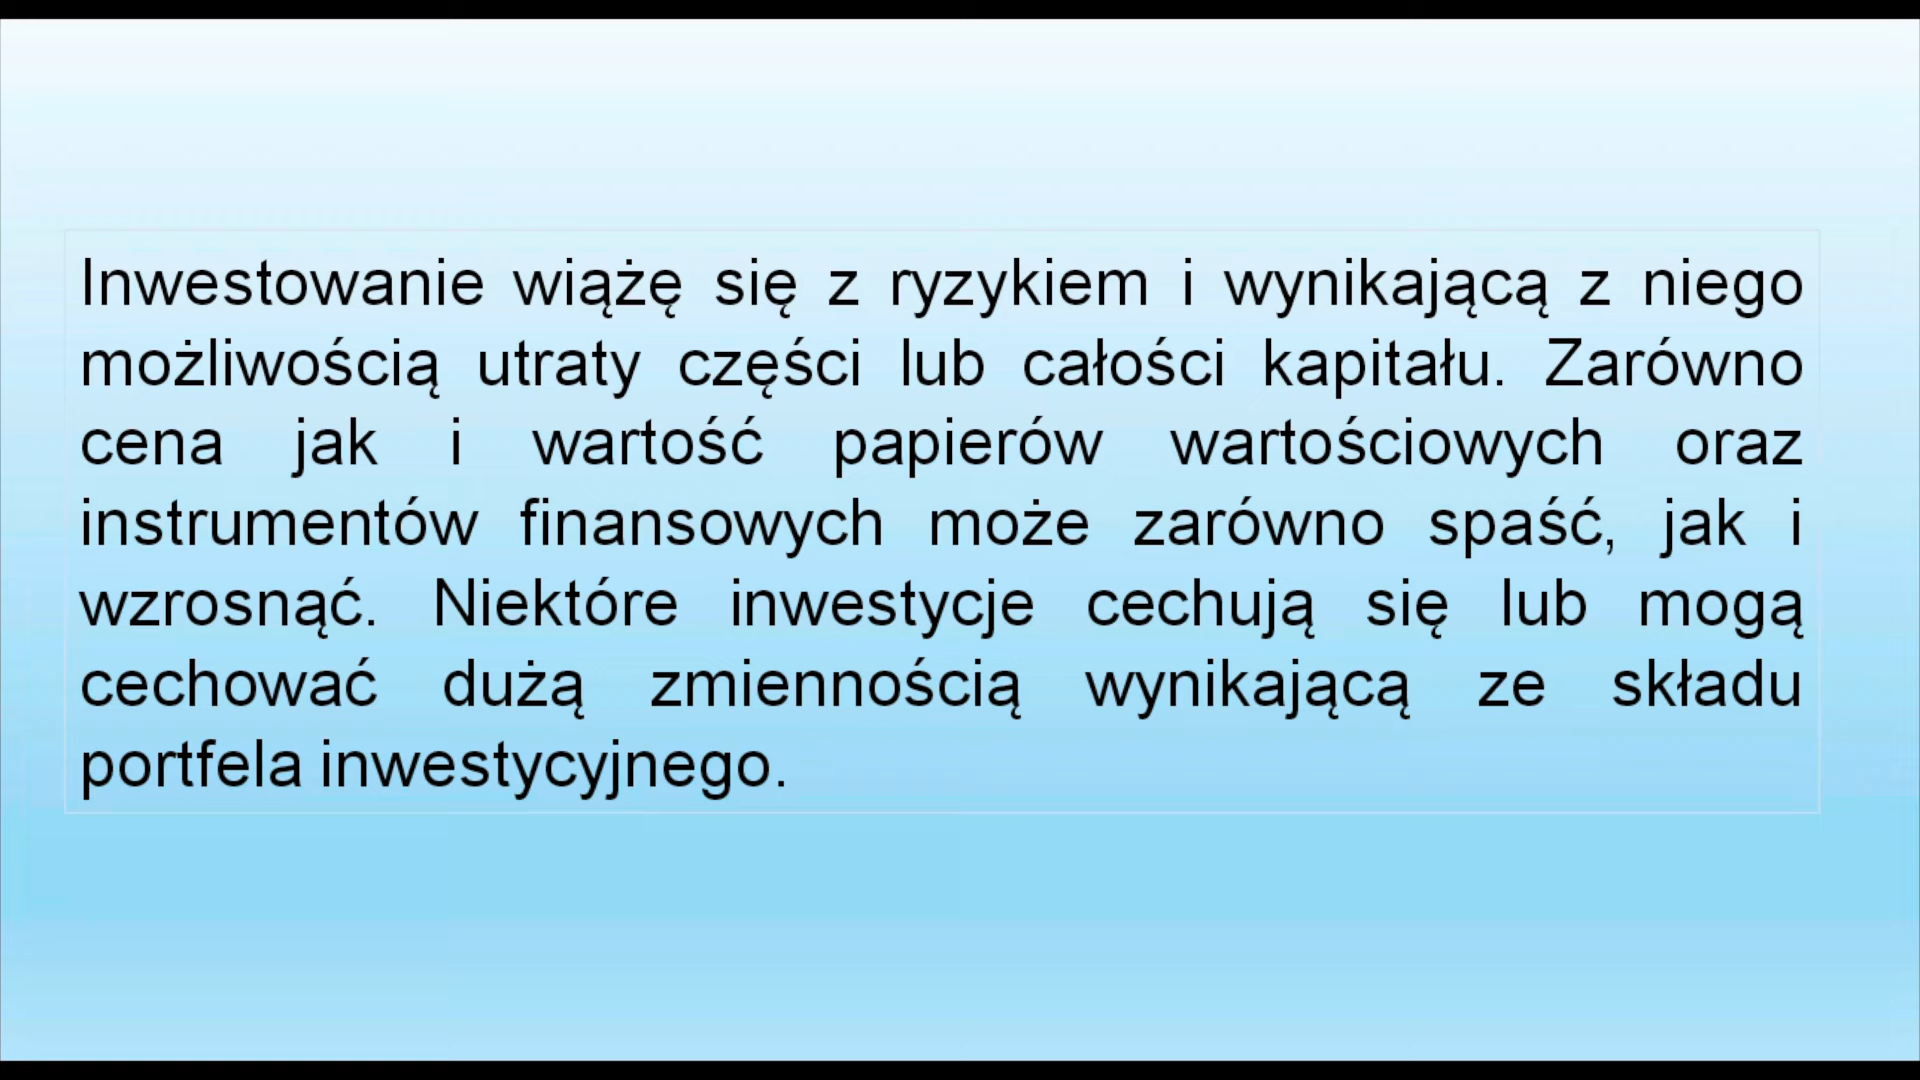 Inwestowanie wiążę się z ryzykiem i wynikającą z niego
możliwością utraty części lub całości kapitału. Zarówno
cena jak i wartość papierów wartościowych oraz
instrumentów finansowych może zarówno spaść, jak i
wzrosnąć. Niektóre inwestycje cechują się lub mogą
cechować dużą zmiennością wynikającą ze składu
portfela inwestycyjnego.